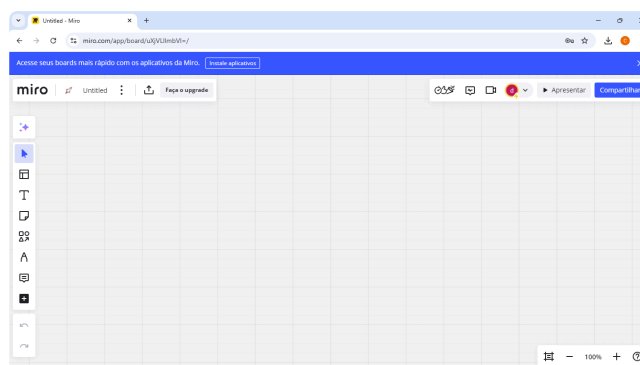 Untitled - Miro
miro.com/app/board/uXjVLlImbVI=/
Acesse seus boards mais rápido com os aplicativos da Miro. Instale aplicativos
miro Untitled Faça o upgrade Apresentar Compartilhar
100%